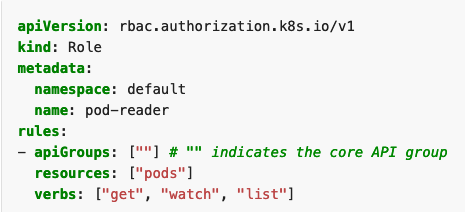 apiVersion: rbac.authorization.k8s.io/v1
kind: Role
metadata:
  namespace: default
  name: pod-reader
rules:
- apiGroups: [""] # "" indicates the core API group
  resources: ["pods"]
  verbs: ["get", "watch", "list"]